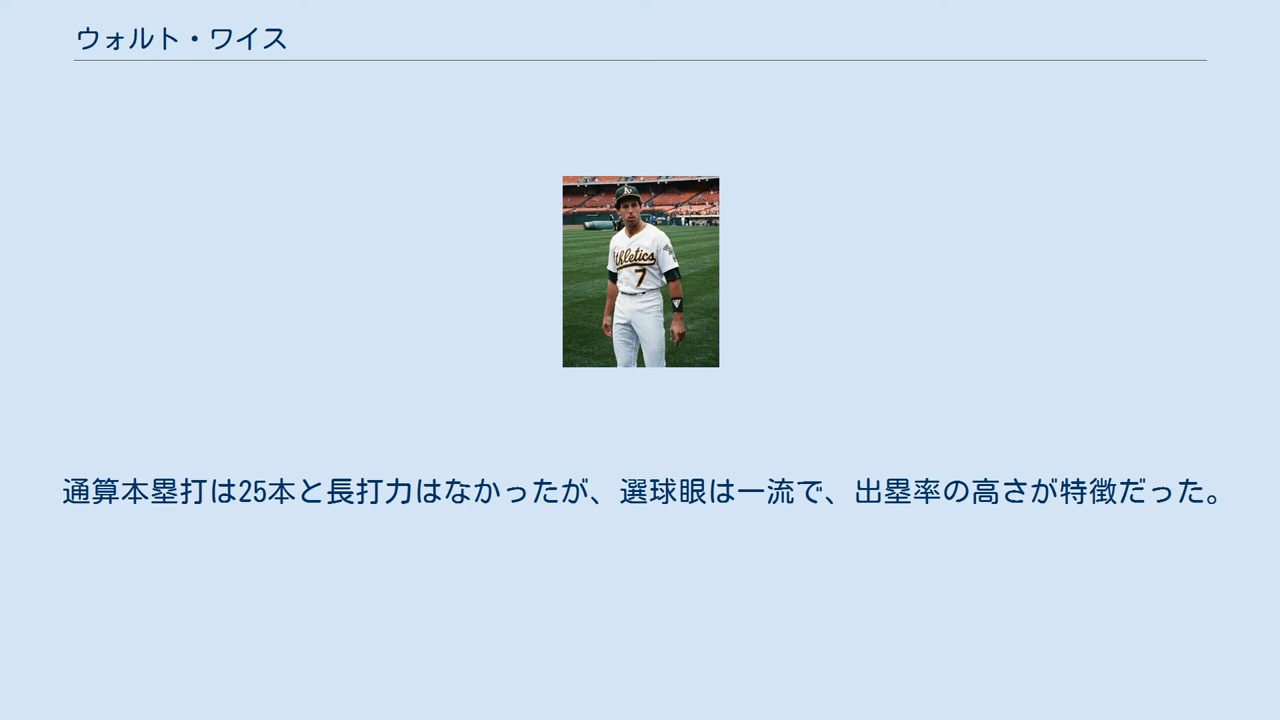 ウォルト・ワイス
A's
Athletics
7
通算本塁打は25本と長打力はなかったが、選球眼は一流で、出塁率の高さが特徴だった。